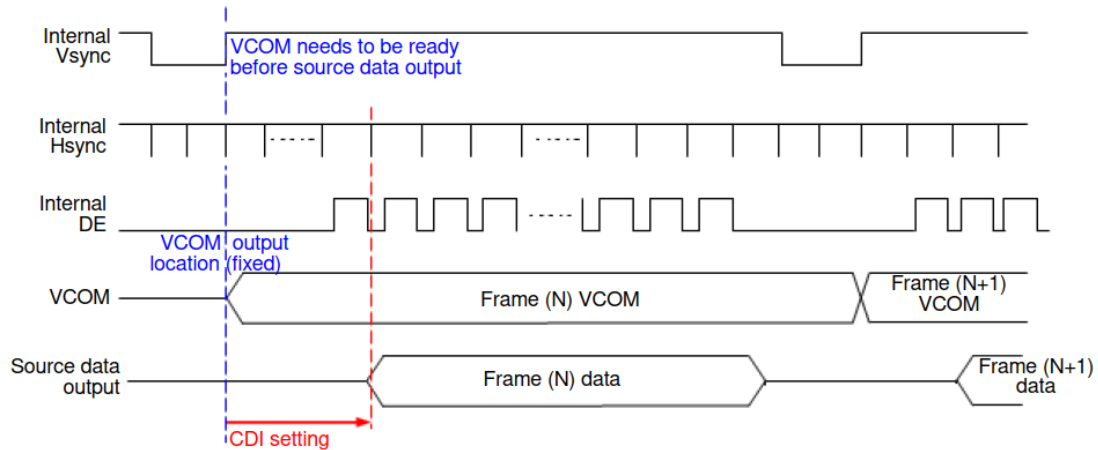 Internal
Vsync
VCOM needs to be ready
before source data output
Internal
Hsync
Internal
DE
VCOM output
location (fixed)
VCOM
Frame (N) VCOM
Frame (N+1)
VCOM
Source data
output
Frame (N) data
Frame (N+1)
data
CDI setting